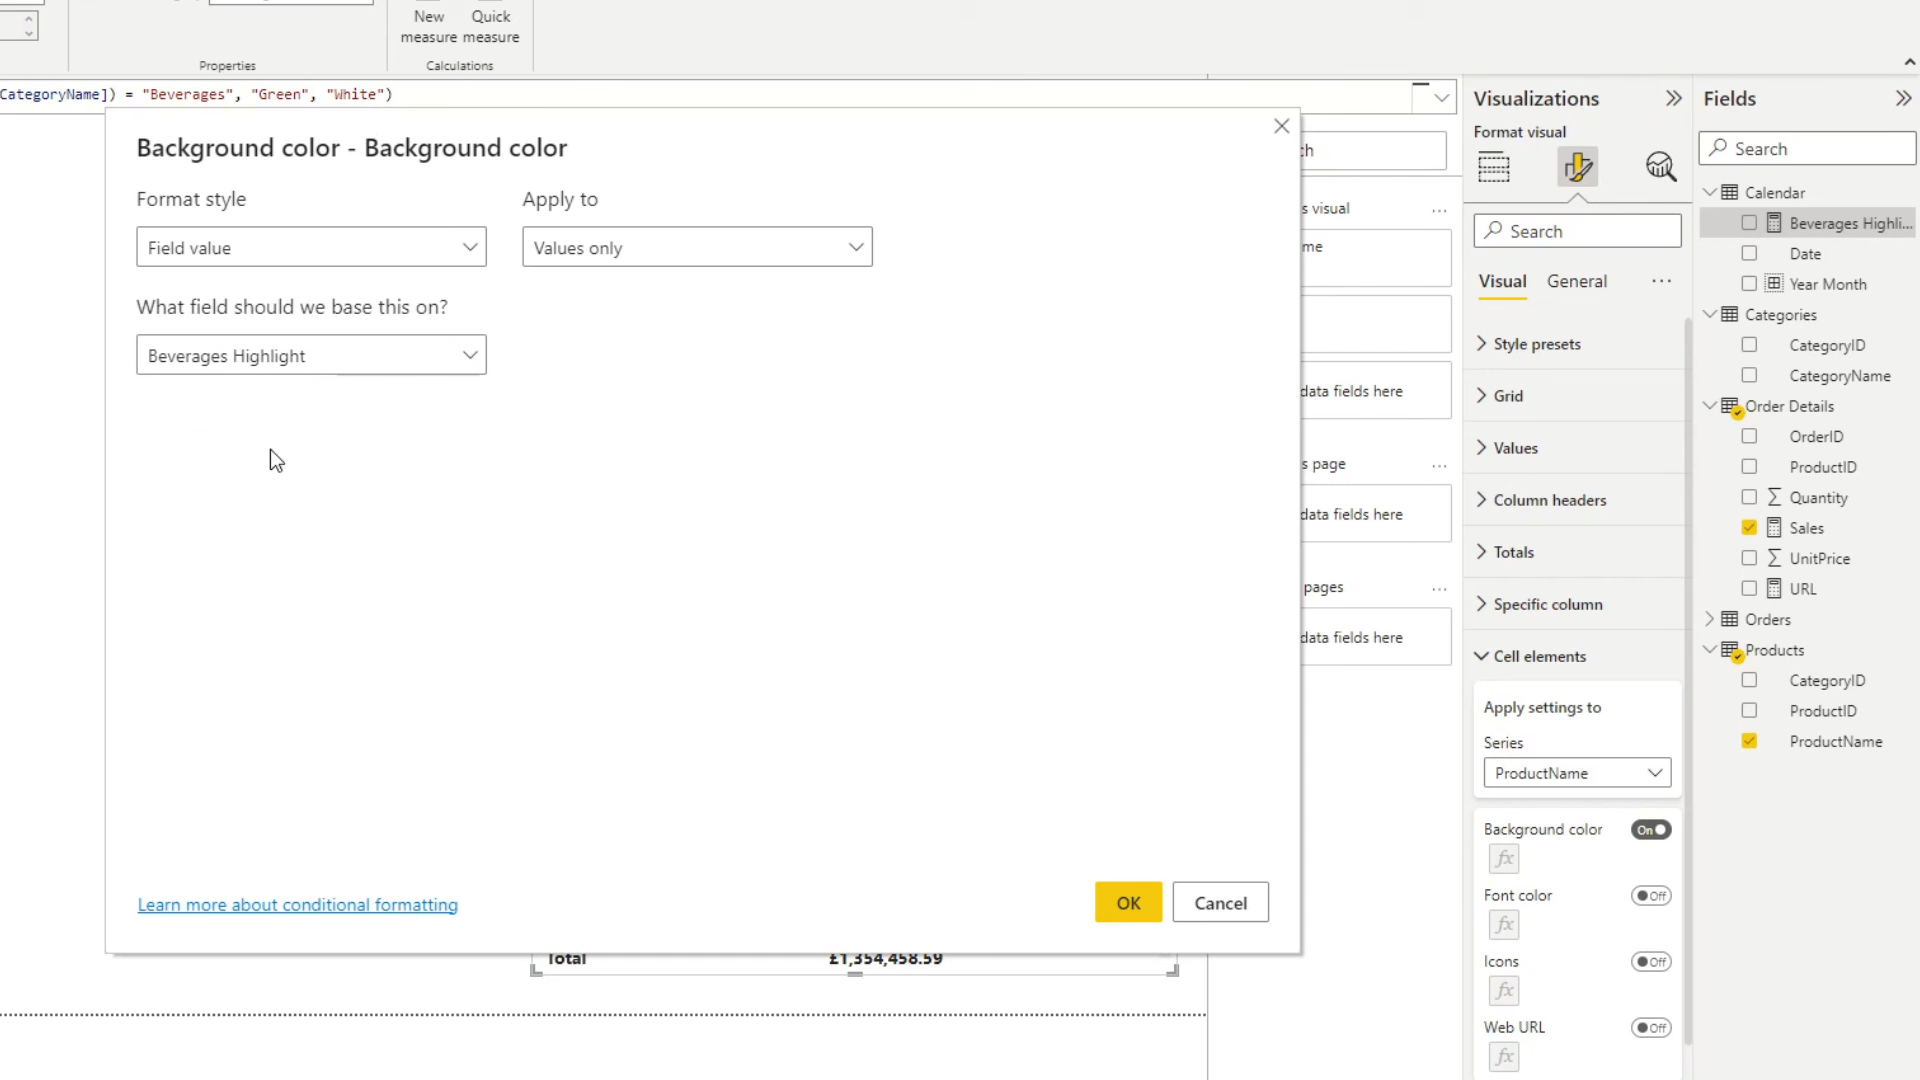 New
measure
Quick
measure
Properties
Calculations
CategoryName]) = "Beverages", "Green", "White")
Background color - Background color
Format style
Apply to
Field value
Values only
What field should we base this on?
Beverages Highlight
Learn more about conditional formatting
OK
Cancel
Total
£1,354,458.59
ch
s visual
...
me
data fields here
s page
...
data fields here
pages
...
data fields here
Visualizations
Format visual
Search
Visual
General
...
Style presets
Grid
Values
Column headers
Totals
Specific column
Cell elements
Apply settings to
Series
ProductName
Background color
On
fx
Font color
Off
fx
Icons
Off
fx
Web URL
Off
fx
Fields
Search
Calendar
Beverages Highli...
Date
Year Month
Categories
CategoryID
CategoryName
Order Details
OrderID
ProductID
Quantity
Sales
UnitPrice
URL
Orders
Products
CategoryID
ProductID
ProductName